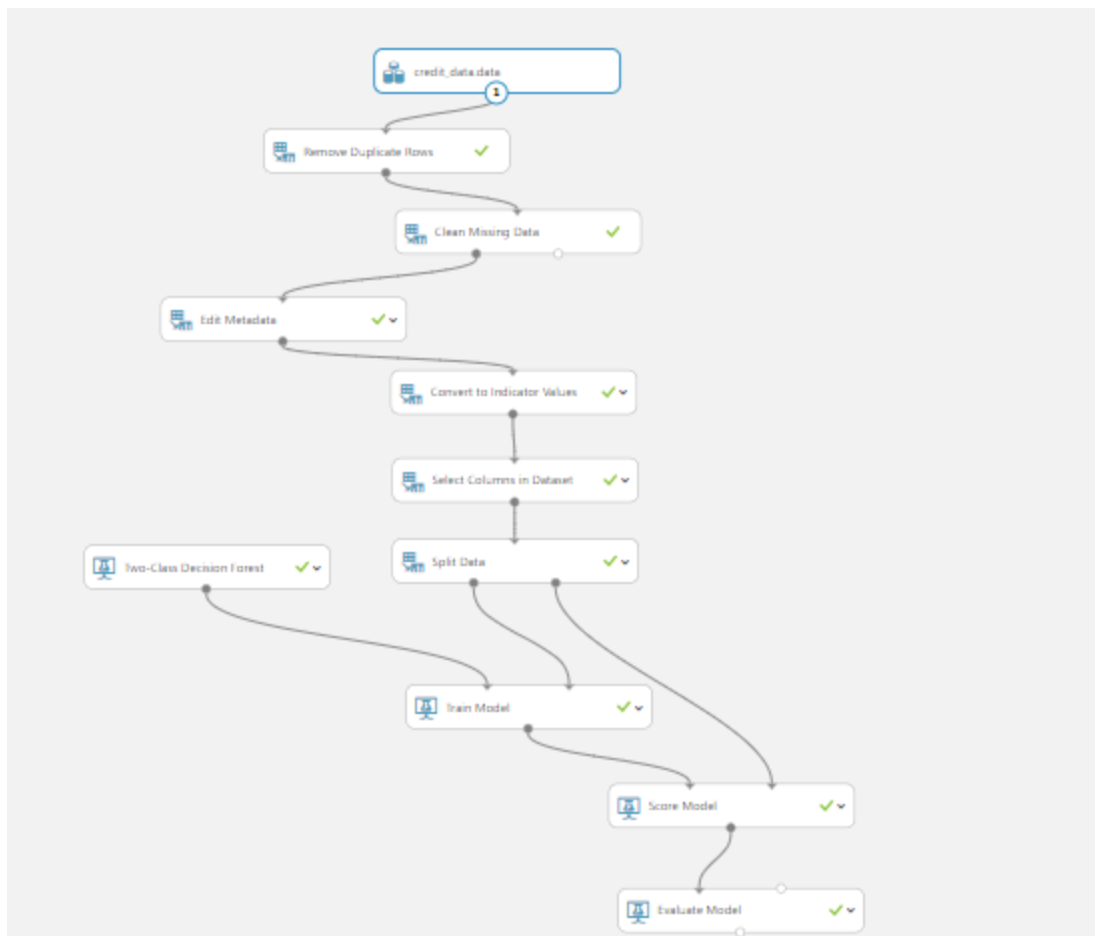 credit_data.data
1
Remove Duplicate Rows
Clean Missing Data
Edit Metadata
Convert to Indicator Values
Select Columns in Dataset
Two-Class Decision Forest
Split Data
Train Model
Score Model
Evaluate Model